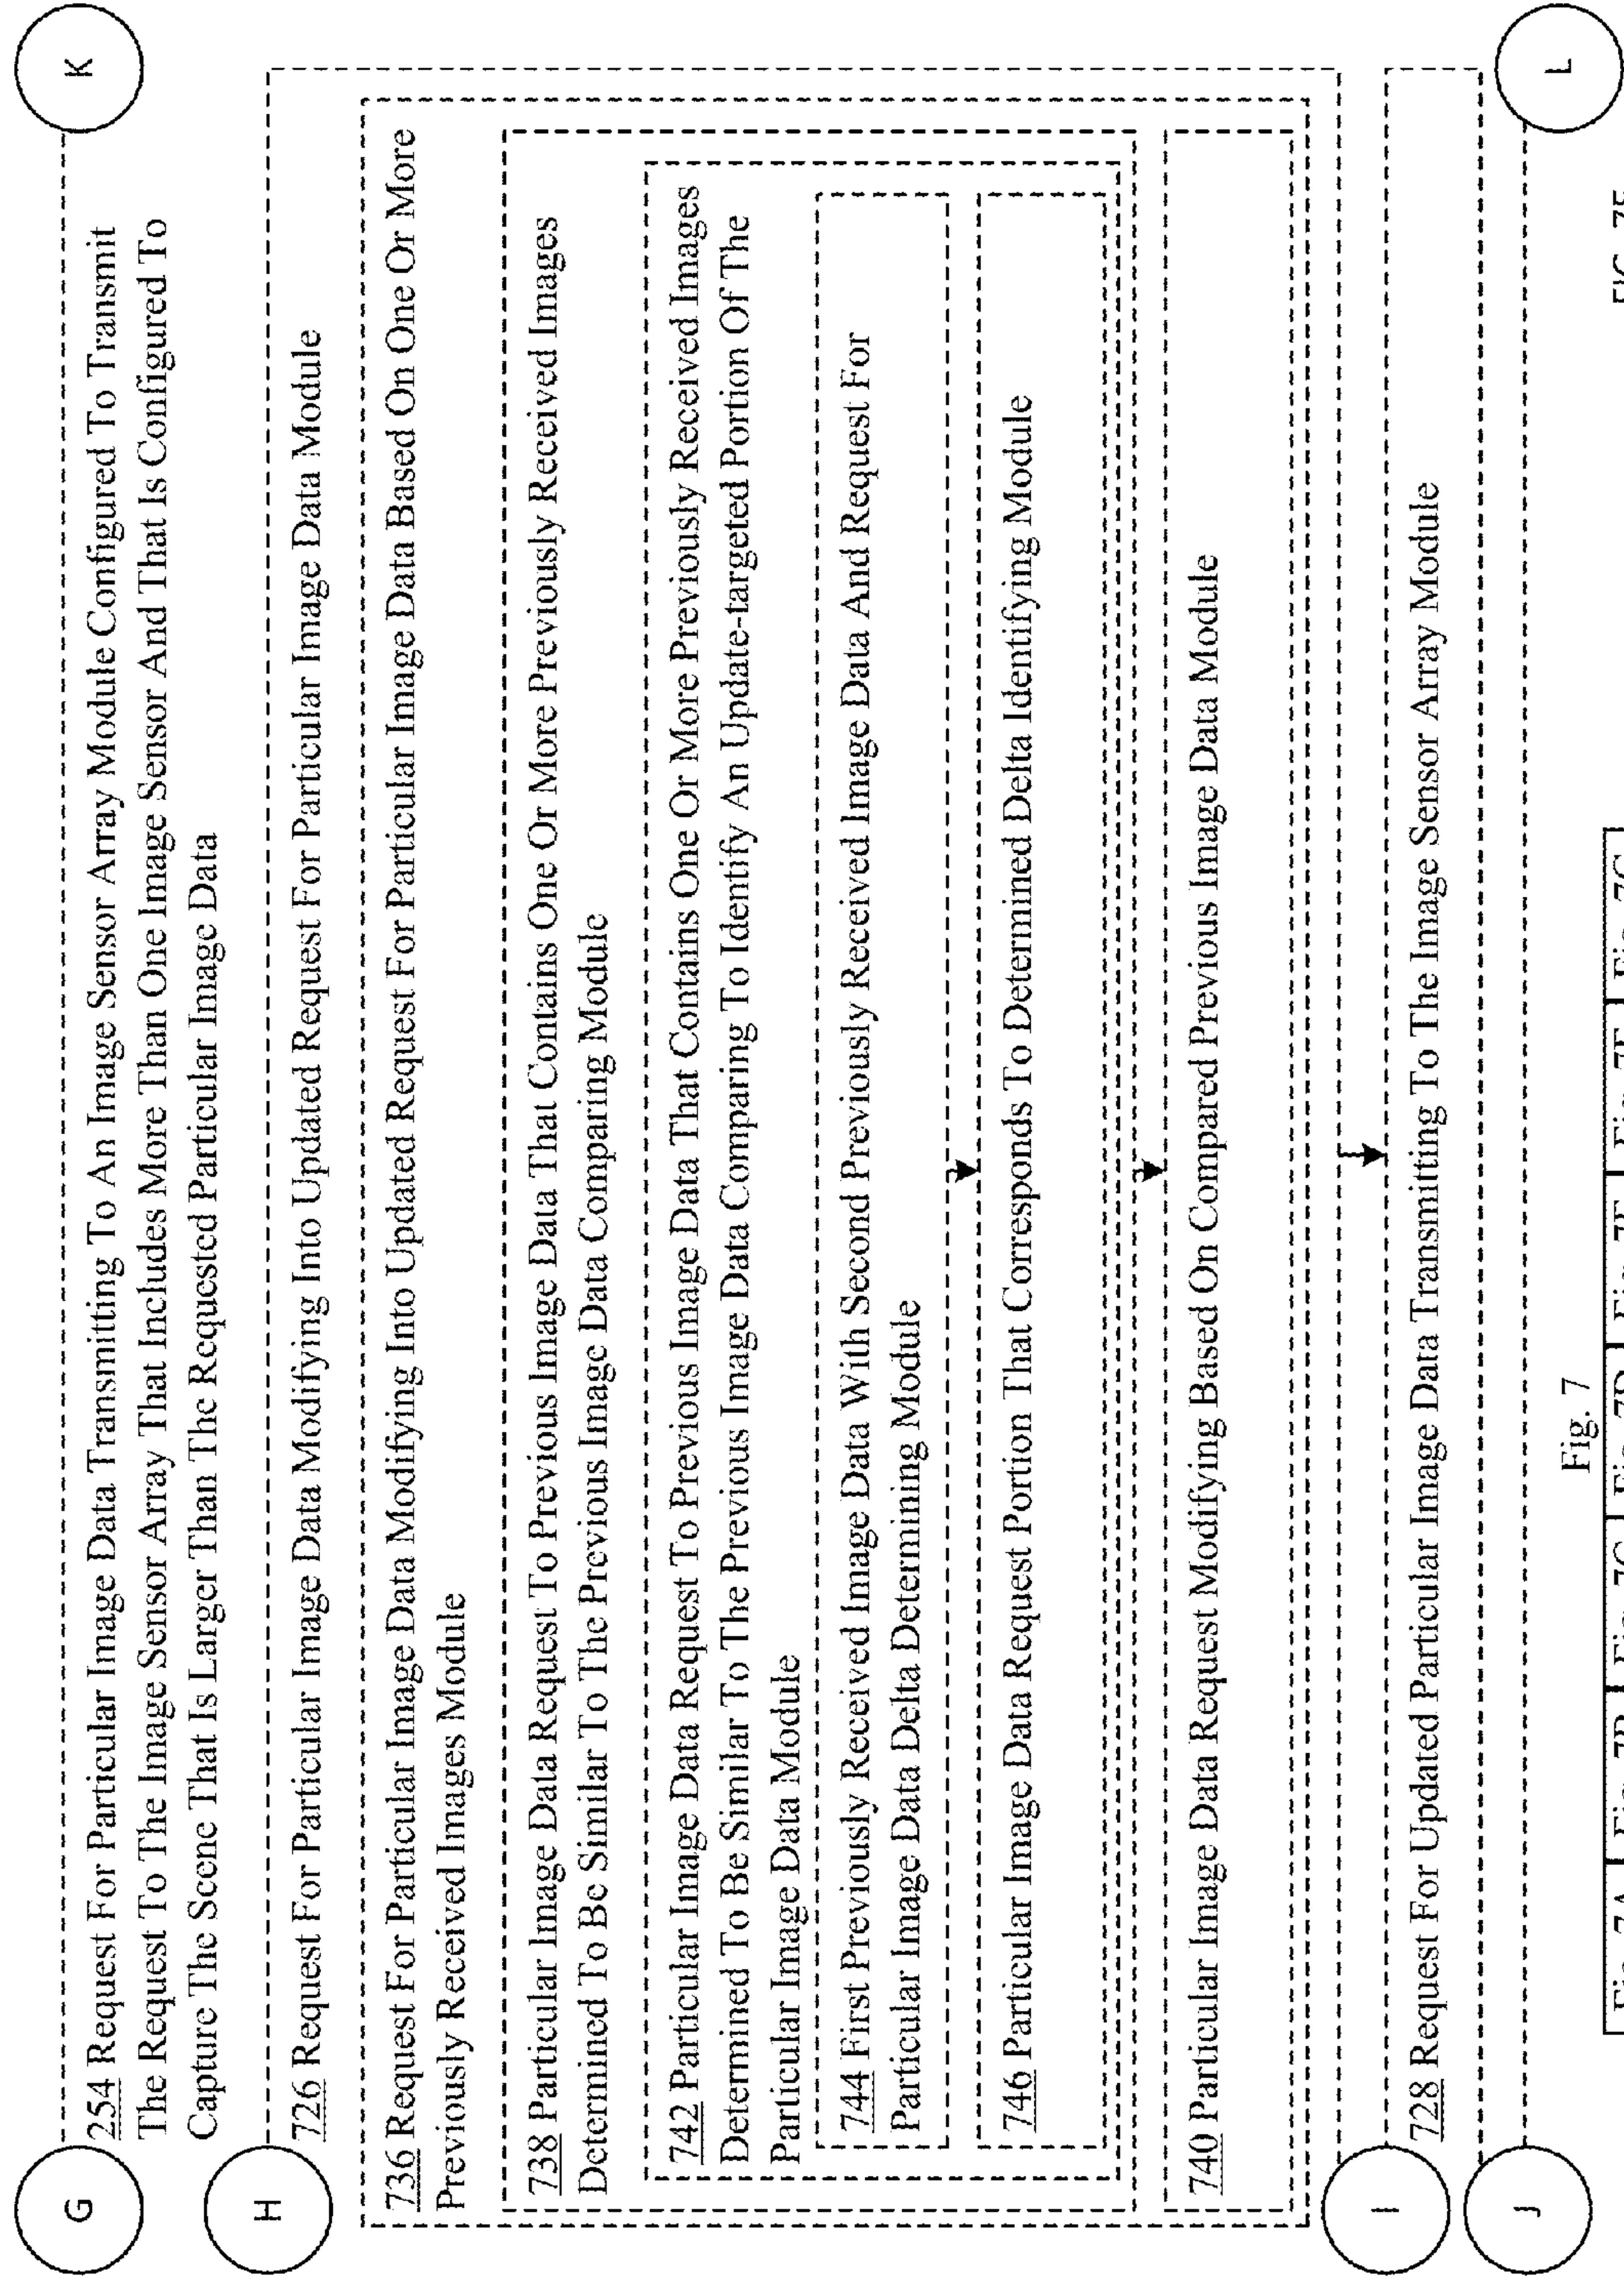 G
K
254 Request For Particular Image Data Transmitting To An Image Sensor Array Module Configured To Transmit
The Request To The Image Sensor Array That Includes More Than One Image Sensor And That Is Configured To
Capture The Scene That Is Larger Than The Requested Particular Image Data
H
726 Request For Particular Image Data Modifying Into Updated Request For Particular Image Data Module
736 Request For Particular Image Data Modifying Into Updated Request For Particular Image Data Based On One Or More
Previously Received Images Module
738 Particular Image Data Request To Previous Image Data That Contains One Or More Previously Received Images
Determined To Be Similar To The Previous Image Data Comparing Module
742 Particular Image Data Request To Previous Image Data That Contains One Or More Previously Received Images
Determined To Be Similar To The Previous Image Data Comparing To Identify An Update-targeted Portion Of The
Particular Image Data Module
744 First Previously Received Image Data With Second Previously Received Image Data And Request For
Particular Image Data Delta Determining Module
746 Particular Image Data Request Portion That Corresponds To Determined Delta Identifying Module
740 Particular Image Data Request Modifying Based On Compared Previous Image Data Module
I
728 Request For Updated Particular Image Data Transmitting To The Image Sensor Array Module
J
L
Fig. 7